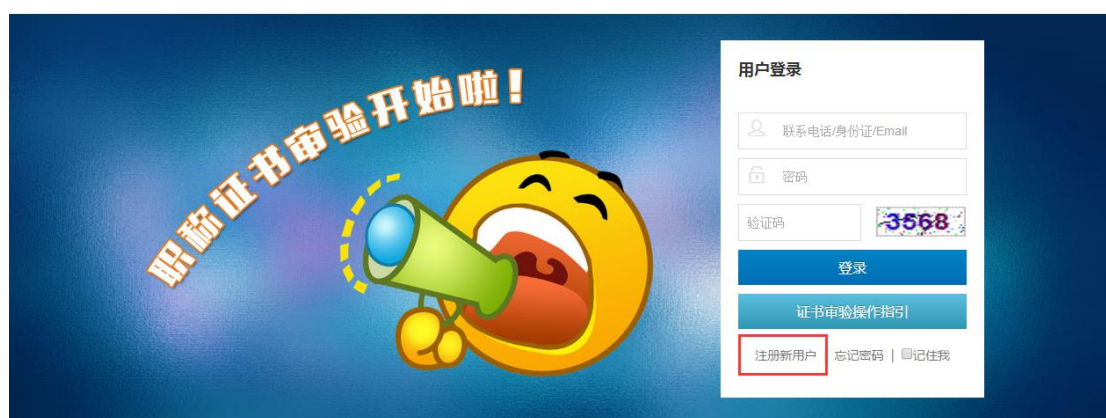 职称证书审验开始啦！
用户登录
联系电话/身份证/Email
密码
验证码 3568
登录
证书审验操作指引
注册新用户 忘记密码 | 记住我